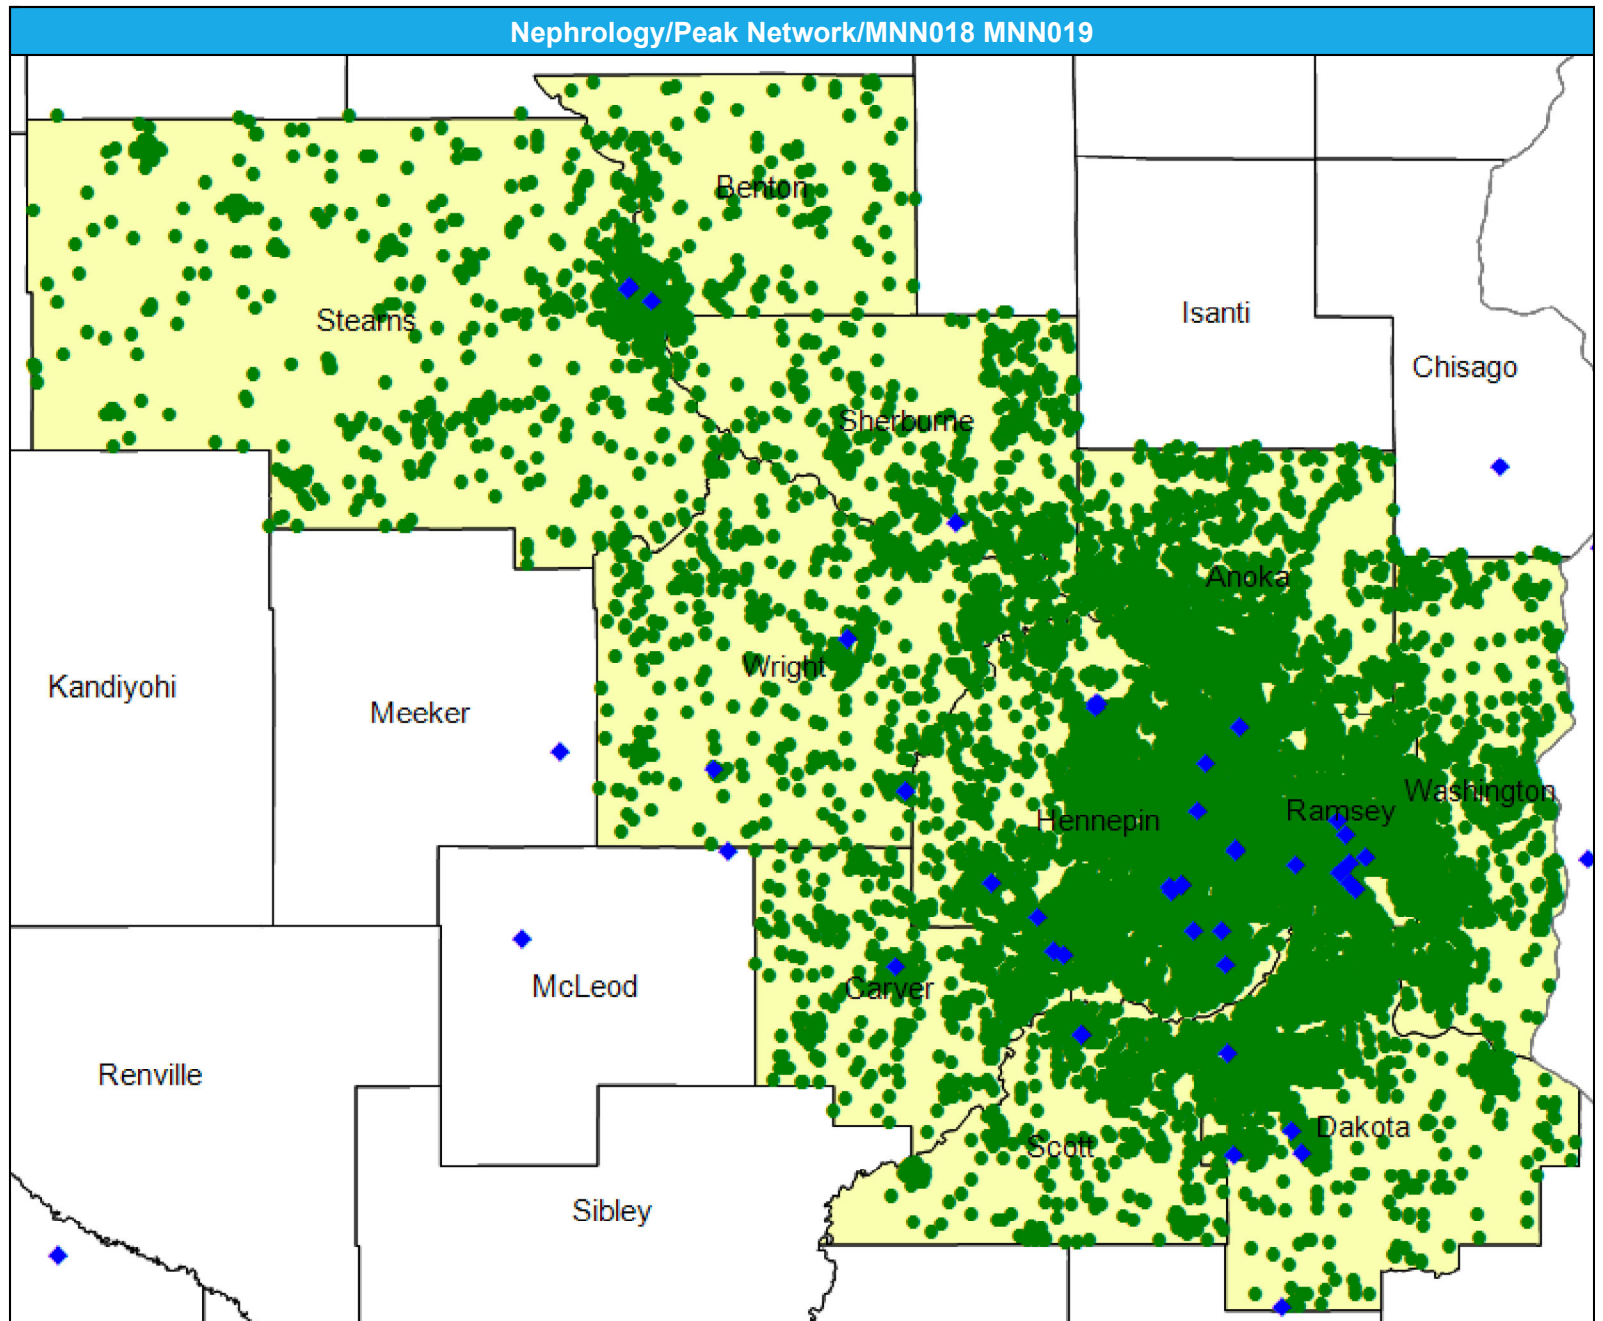 Nephrology/Peak Network/MNN018 MNN019
Benton
Isanti
Stearns
Chisago
Sherburne
Anoka
Wright
Kandiyohi
Meeker
Washington
Ramsey
Hennepin
McLeod
Carver
Renville
Dakota
Scott
Sibley